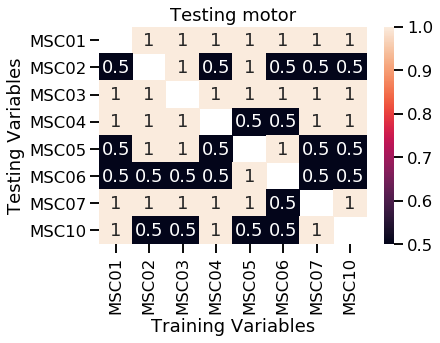 Testing motor
MSC01 1 1 1 1 1 1 1
MSC02 0.5 1 0.5 1 0.5 0.5 0.5
MSC03 1 1 1 1 1 1 1
MSC04 1 1 1 0.5 0.5 1 1
MSC05 0.5 1 1 0.5 1 0.5 0.5
MSC06 0.5 0.5 0.5 0.5 1 0.5 0.5
MSC07 1 1 1 1 1 0.5 1
MSC10 1 0.5 0.5 1 0.5 0.5 1
Testing Variables
MSC01 MSC02 MSC03 MSC04 MSC05 MSC06 MSC07 MSC10
Training Variables
1.0
0.9
0.8
0.7
0.6
0.5